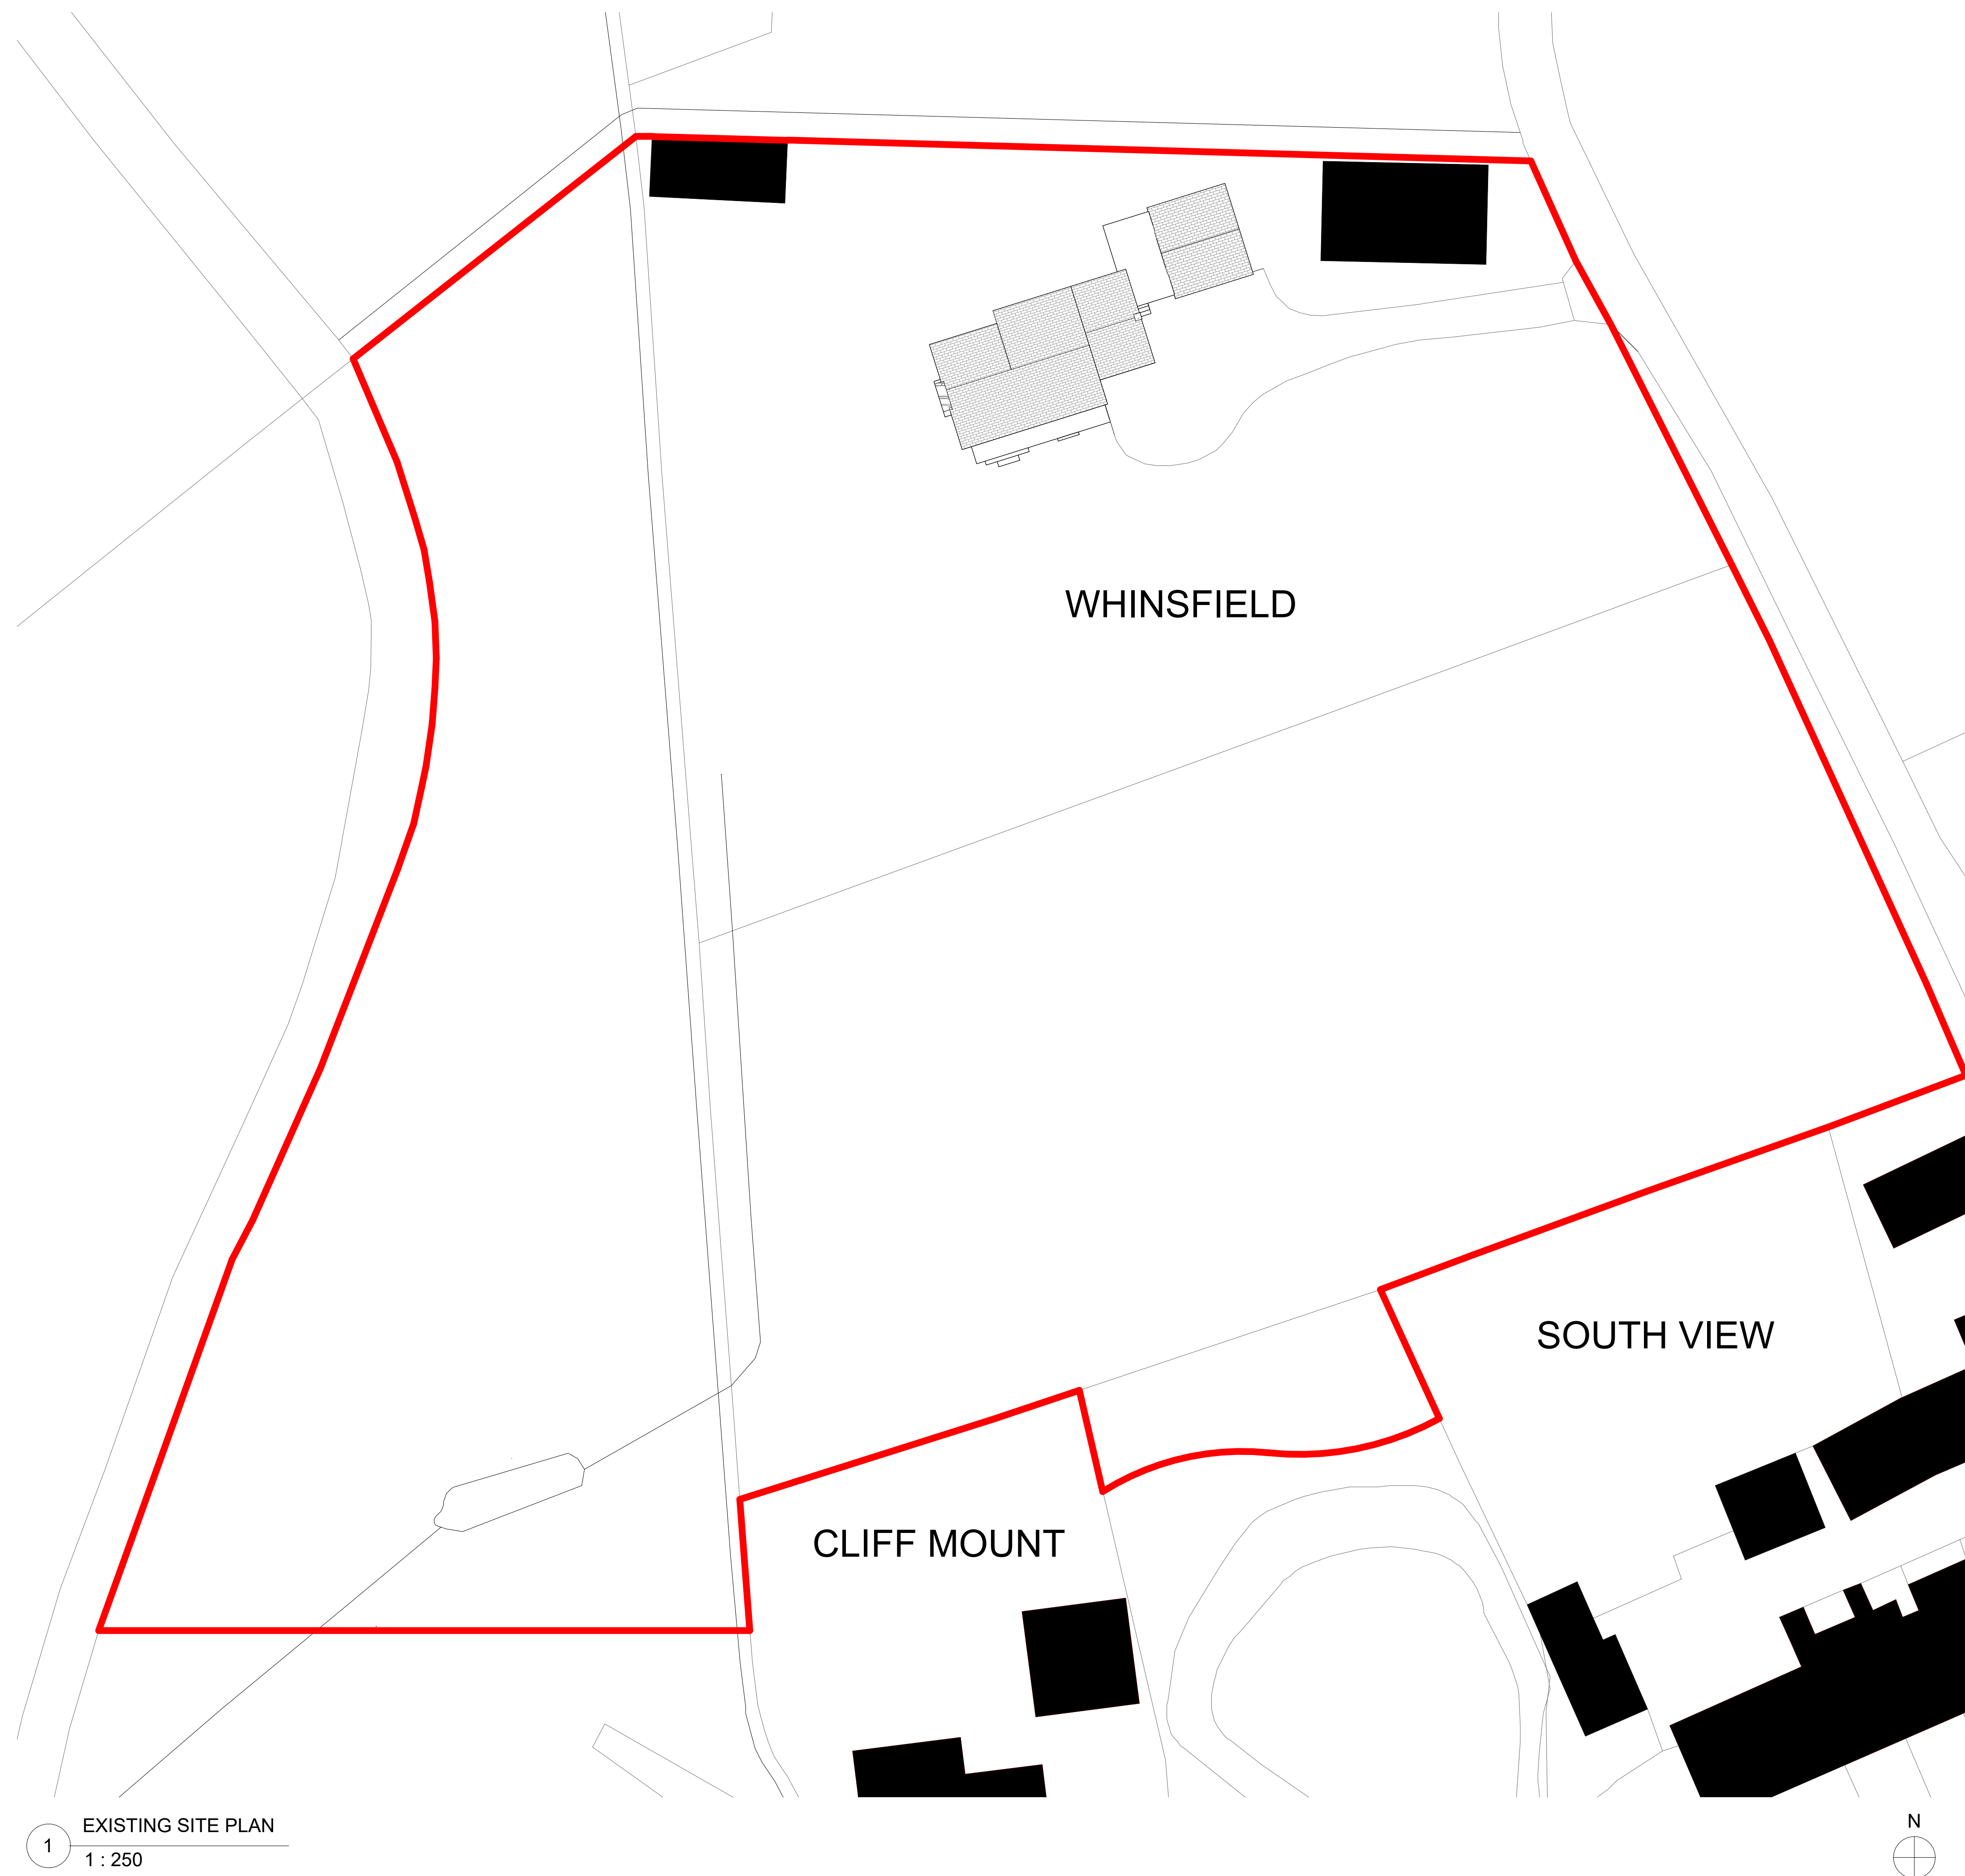 WHINSFIELD
SOUTH VIEW
CLIFF MOUNT
1
EXISTING SITE PLAN
1 : 250
N